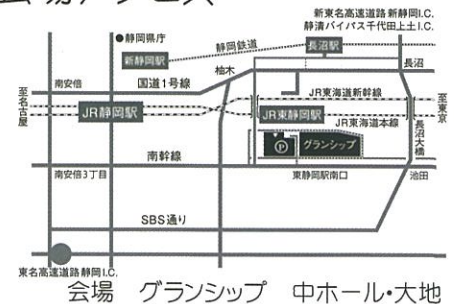 新東名高速道路 新静岡I.C.
静清バイパス千代田上土I.C.
●静岡県庁
静岡鉄道
長沼駅
新静岡駅
柚木
長沼
南安倍
国道1号線
JR東海道新幹線
至名古屋
JR静岡駅
JR東静岡駅
至東京
JR東海道本線
長沼大橋
P
グランシップ
南幹線
南安倍3丁目
東静岡駅南口
池田
SBS通り
東名高速道路 静岡I.C.
会場 グランシップ 中ホール・大地